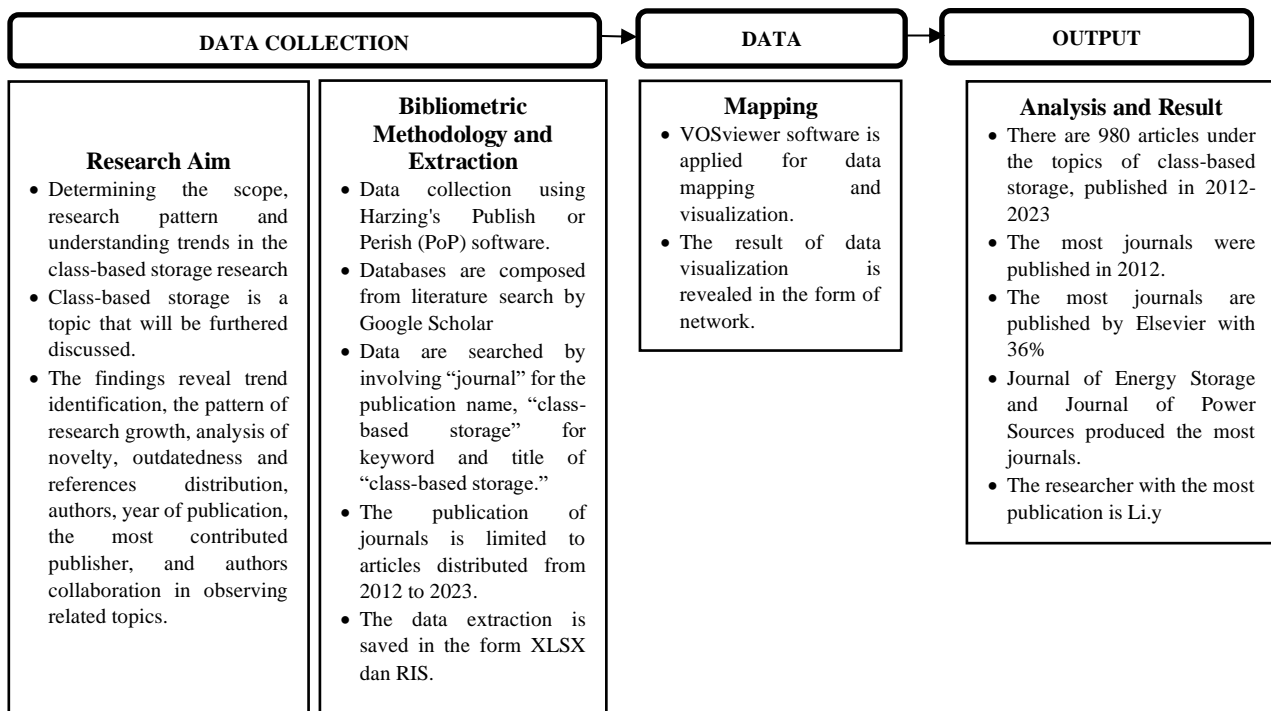 DATA COLLECTION
DATA
OUTPUT
Research Aim
• Determining the scope,
research pattern and
understanding trends in the
class-based storage research
• Class-based storage is a
topic that will be furthered
discussed.
• The findings reveal trend
identification, the pattern of
research growth, analysis of
novelty, outdatedness and
references distribution,
authors, year of publication,
the most contributed
publisher, and authors
collaboration in observing
related topics.
Bibliometric
Methodology and
Extraction
• Data collection using
Harzing's Publish or
Perish (PoP) software.
• Databases are composed
from literature search by
Google Scholar
• Data are searched by
involving “journal” for the
publication name, “class-
based storage” for
keyword and title of
“class-based storage.”
• The publication of
journals is limited to
articles distributed from
2012 to 2023.
• The data extraction is
saved in the form XLSX
dan RIS.
Mapping
• VOSviewer software is
applied for data
mapping and
visualization.
• The result of data
visualization is
revealed in the form of
network.
Analysis and Result
• There are 980 articles under
the topics of class-based
storage, published in 2012-
2023
• The most journals were
published in 2012.
• The most journals are
published by Elsevier with
36%
• Journal of Energy Storage
and Journal of Power
Sources produced the most
journals.
• The researcher with the most
publication is Li.y